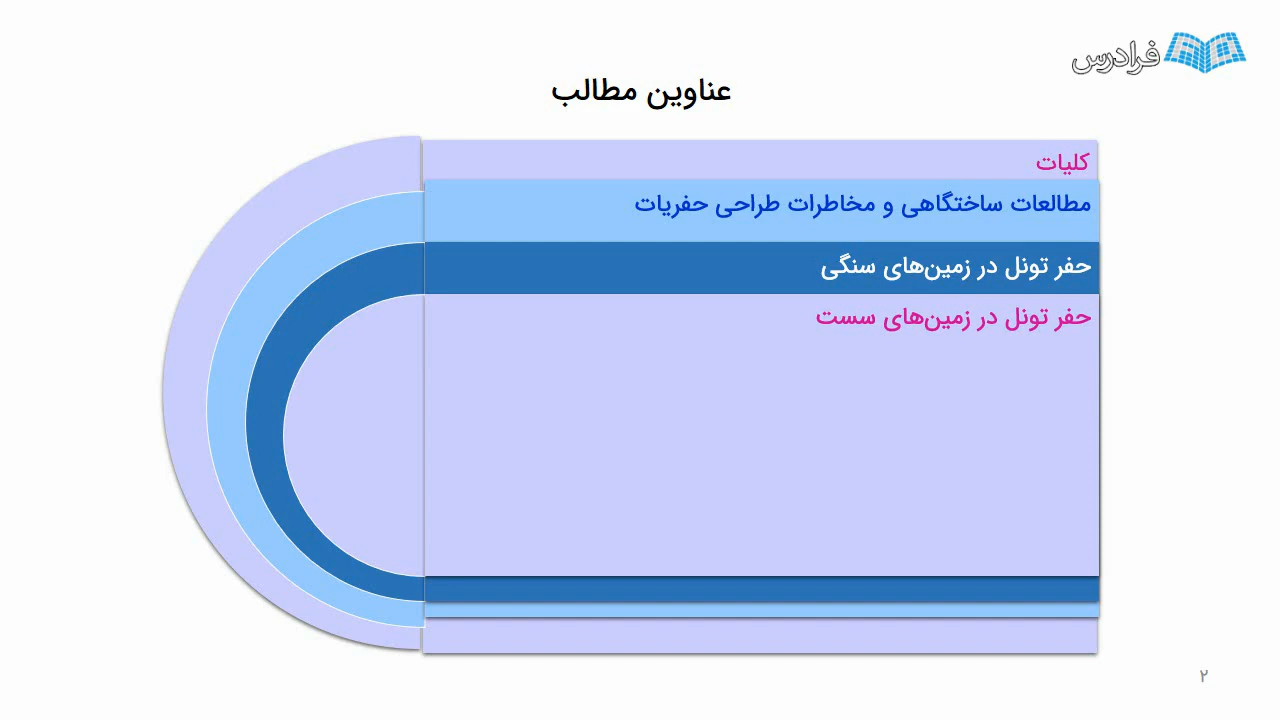 فرادرس
عناوین مطالب
کلیات
مطالعات ساختگاهی و مخاطرات طراحی حفریات
حفر تونل در زمین‌های سنگی
حفر تونل در زمین‌های سست
۲